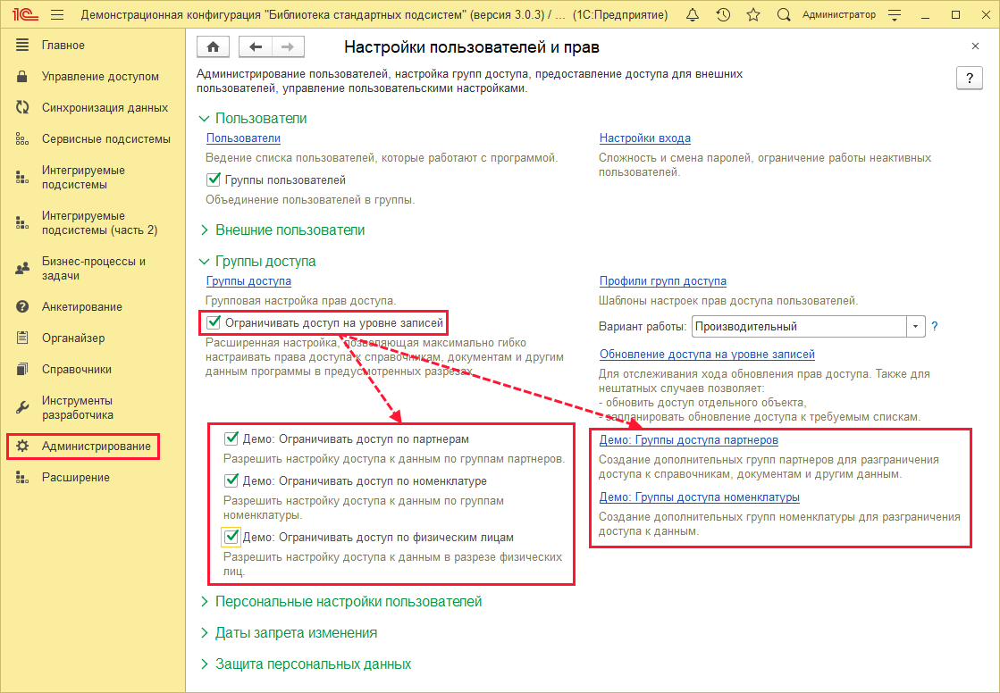 1С Демонстрационная конфигурация "Библиотека стандартных подсистем" (версия 3.0.3) / ... (1С:Предприятие) Администратор
Главное
Управление доступом
Синхронизация данных
Сервисные подсистемы
Интегрируемые
подсистемы
Интегрируемые
подсистемы (часть 2)
Бизнес-процессы и
задачи
Анкетирование
Органайзер
Справочники
Инструменты
разработчика
Администрирование
Расширение
Настройки пользователей и прав
Администрирование пользователей, настройка групп доступа, предоставление доступа для внешних
пользователей, управление пользовательскими настройками.
?
Пользователи
Пользователи
Ведение списка пользователей, которые работают с программой.
Группы пользователей
Объединение пользователей в группы.
Настройки входа
Сложность и смена паролей, ограничение работы неактивных
пользователей.
Внешние пользователи
Группы доступа
Группы доступа
Групповая настройка прав доступа.
Ограничивать доступ на уровне записей
Расширенная настройка, позволяющая максимально гибко
настраивать права доступа к справочникам, документам и другим
данным программы в предусмотренных разрезах.
Профили групп доступа
Шаблоны настроек прав доступа пользователей.
Вариант работы: Производительный ?
Обновление доступа на уровне записей
Для отслеживания хода обновления прав доступа. Также для
нештатных случаев позволяет:
- обновить доступ отдельного объекта,
- запланировать обновление доступа к требуемым спискам.
Демо: Ограничивать доступ по партнерам
Разрешить настройку доступа к данным по группам партнеров.
Демо: Ограничивать доступ по номенклатуре
Разрешить настройку доступа к данным по группам
номенклатуры.
Демо: Ограничивать доступ по физическим лицам
Разрешить настройку доступа к данным в разрезе физических
лиц.
Демо: Группы доступа партнеров
Создание дополнительных групп партнеров для разграничения
доступа к справочникам, документам и другим данным.
Демо: Группы доступа номенклатуры
Создание дополнительных групп номенклатуры для разграничения
доступа к данным.
Персональные настройки пользователей
Даты запрета изменения
Защита персональных данных